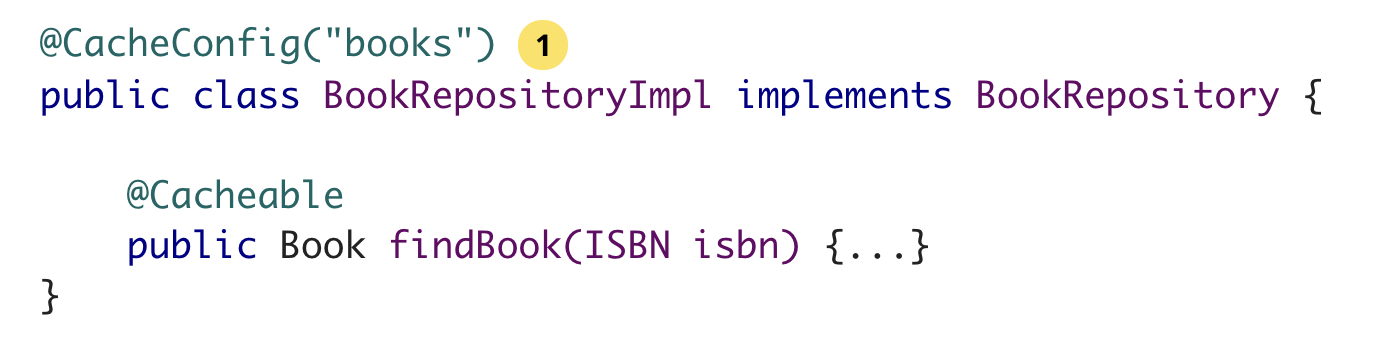 @CacheConfig("books") 1
public class BookRepositoryImpl implements BookRepository {
@Cacheable
public Book findBook(ISBN isbn) {...}
}